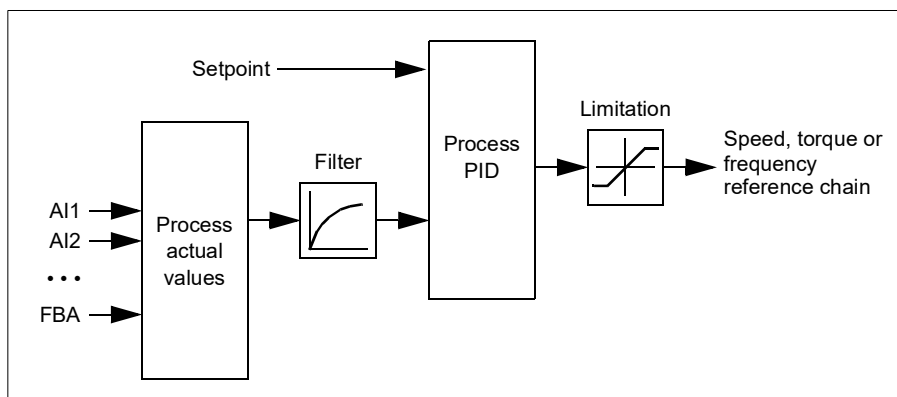 Setpoint
Process
PID
Limitation
Speed, torque or
frequency
reference chain
Filter
AI1
AI2
...
FBA
Process
actual
values